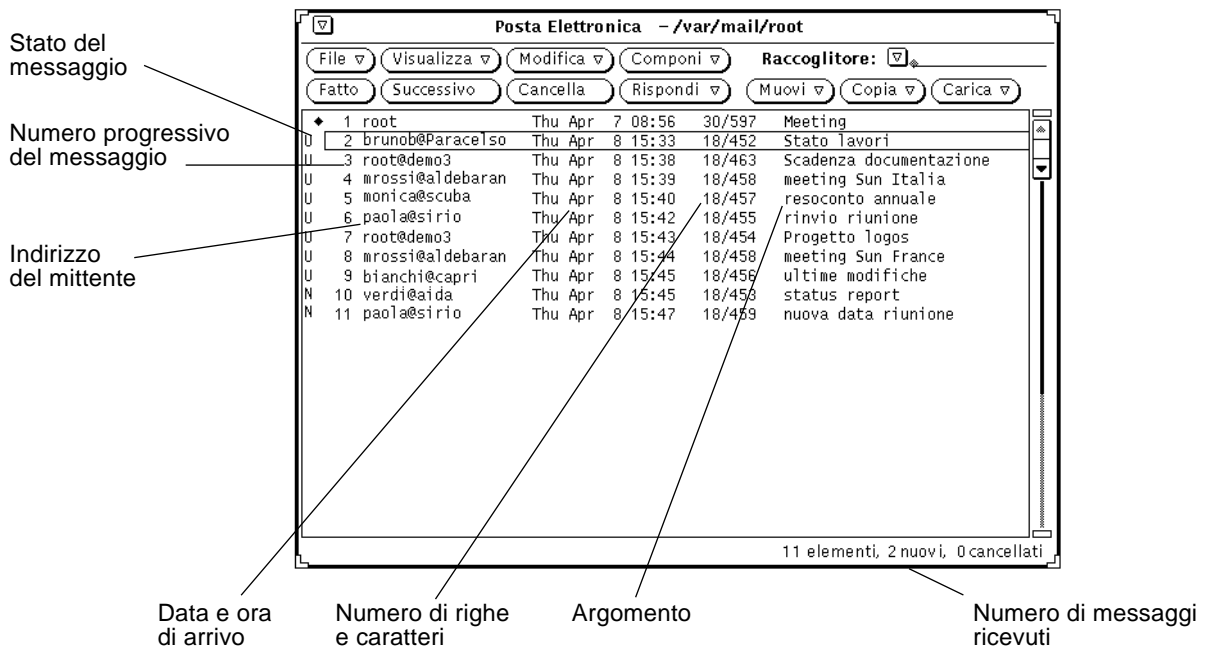 Posta Elettronica – /var/mail/root
File Visualizza Modifica Componi Raccoglitore:
Fatto Successivo Cancella Rispondi Muovi Copia Carica
1 root Thu Apr 7 08:56 30/597 Meeting
U 2 brunob@Paracelso Thu Apr 8 15:33 18/452 Stato lavori
U 3 root@demo3 Thu Apr 8 15:38 18/463 Scadenza documentazione
U 4 mrossi@aldebaran Thu Apr 8 15:39 18/458 meeting Sun Italia
U 5 monica@scuba Thu Apr 8 15:40 18/457 resoconto annuale
U 6 paola@sirio Thu Apr 8 15:42 18/455 rinvio riunione
U 7 root@demo3 Thu Apr 8 15:43 18/454 Progetto logos
U 8 mrossi@aldebaran Thu Apr 8 15:44 18/458 meeting Sun France
U 9 bianchi@capri Thu Apr 8 15:45 18/456 ultime modifiche
N 10 verdi@aida Thu Apr 8 15:45 18/453 status report
N 11 paola@sirio Thu Apr 8 15:47 18/459 nuova data riunione
11 elementi, 2 nuovi, 0 cancellati
Stato del
messaggio
Numero progressivo
del messaggio
Indirizzo
del mittente
Data e ora
di arrivo
Numero di righe
e caratteri
Argomento
Numero di messaggi
ricevuti